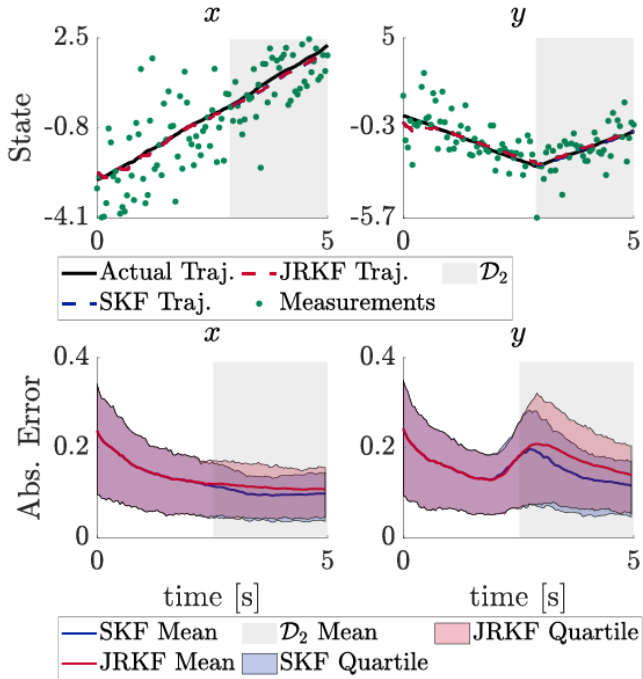 x y
State
2.5 5
-0.8 -0.3
-4.1 -5.7
0 5 0 5
Actual Traj. JRKF Traj. D₂
SKF Traj. Measurements
x y
Abs. Error
0.4 0.4
0.2 0.2
0 0
0 5 0 5
time [s] time [s]
SKF Mean D₂ Mean JRKF Quartile
JRKF Mean SKF Quartile